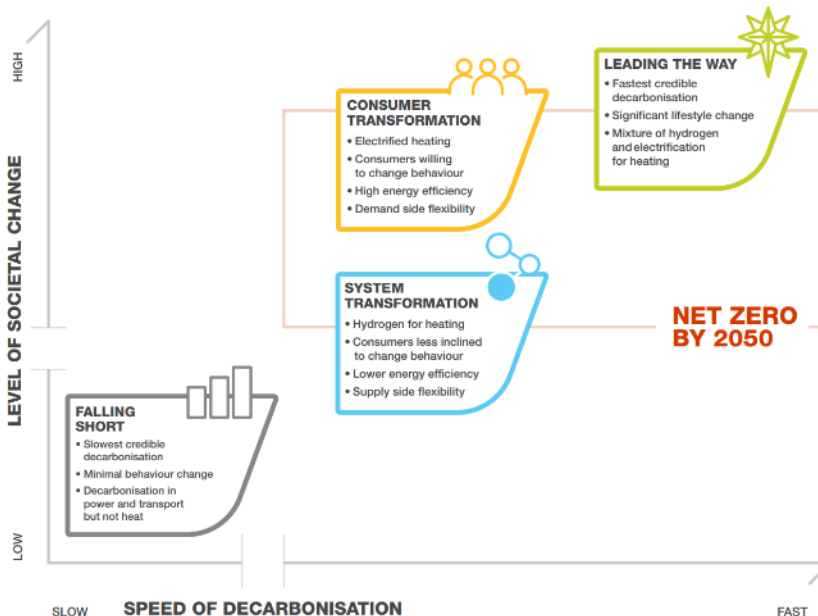 HIGH
LEVEL OF SOCIETAL CHANGE
LOW
CONSUMER
TRANSFORMATION
• Electrified heating
• Consumers willing
to change behaviour
• High energy efficiency
• Demand side flexibility
LEADING THE WAY
• Fastest credible
decarbonisation
• Significant lifestyle change
• Mixture of hydrogen
and electrification
for heating
SYSTEM
TRANSFORMATION
• Hydrogen for heating
• Consumers less inclined
to change behaviour
• Lower energy efficiency
• Supply side flexibility
NET ZERO
BY 2050
FALLING
SHORT
• Slowest credible
decarbonisation
• Minimal behaviour change
• Decarbonisation in
power and transport
but not heat
SLOW
SPEED OF DECARBONISATION
FAST